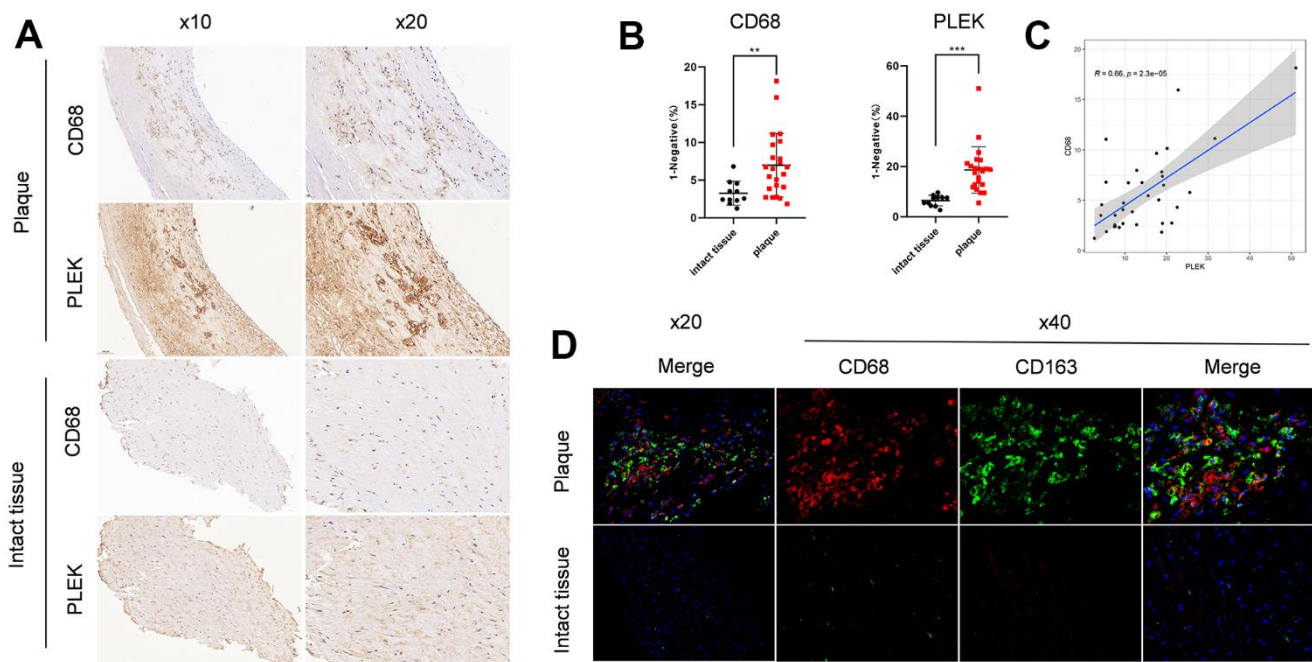 A
x10
x20
Plaque
CD68
PLEK
Intact tissue
CD68
PLEK
B
CD68
**
1-Negative(%)
20
15
10
5
0
intact tissue
plaque
PLEK
***
1-Negative(%)
60
40
20
0
intact tissue
plaque
C
R = 0.66, p = 2.3e−05
CD68
20
15
10
5
0
10
20
30
40
50
PLEK
D
x20
x40
Merge
CD68
CD163
Merge
Plaque
Intact tissue